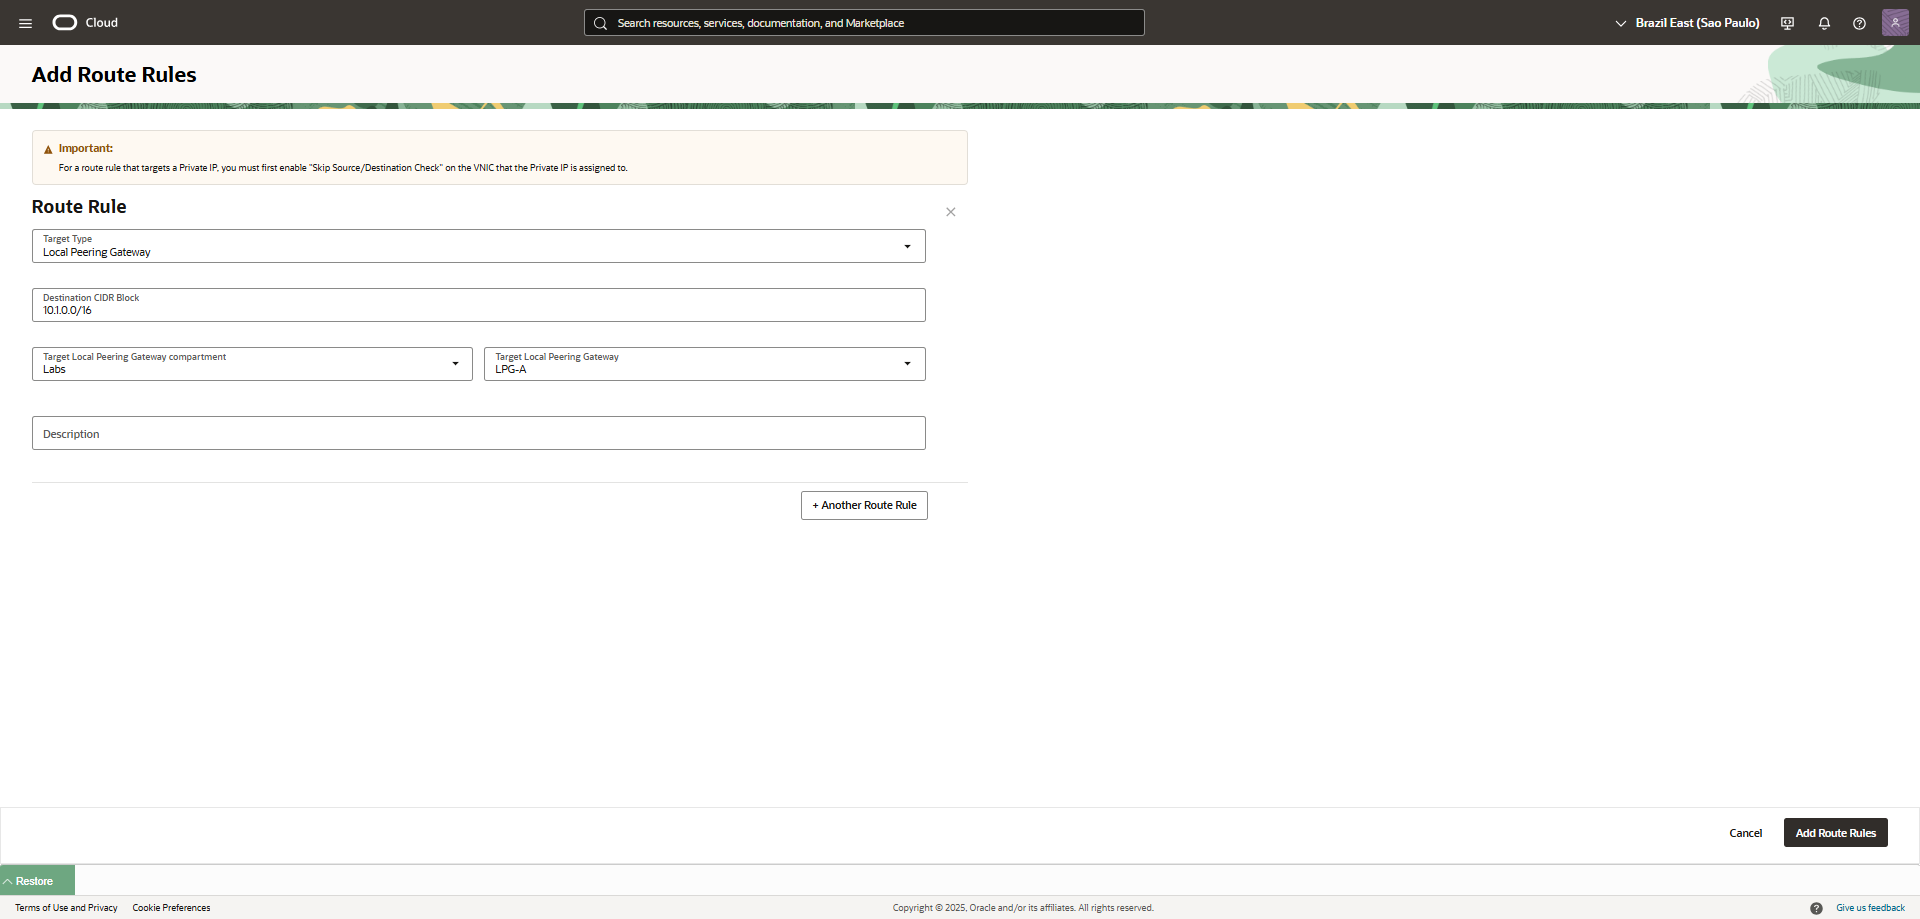 Cloud
Search resources, services, documentation, and Marketplace
Brazil East (Sao Paulo)
Add Route Rules
Important:
For a route rule that targets a Private IP, you must first enable "Skip Source/Destination Check" on the VNIC that the Private IP is assigned to.
Route Rule
Target Type
Local Peering Gateway
Destination CIDR Block
10.1.0.0/16
Target Local Peering Gateway compartment
Labs
Target Local Peering Gateway
LPG-A
Description
+ Another Route Rule
Cancel
Add Route Rules
Restore
Terms of Use and Privacy
Cookie Preferences
Copyright © 2025, Oracle and/or its affiliates. All rights reserved.
Give us feedback